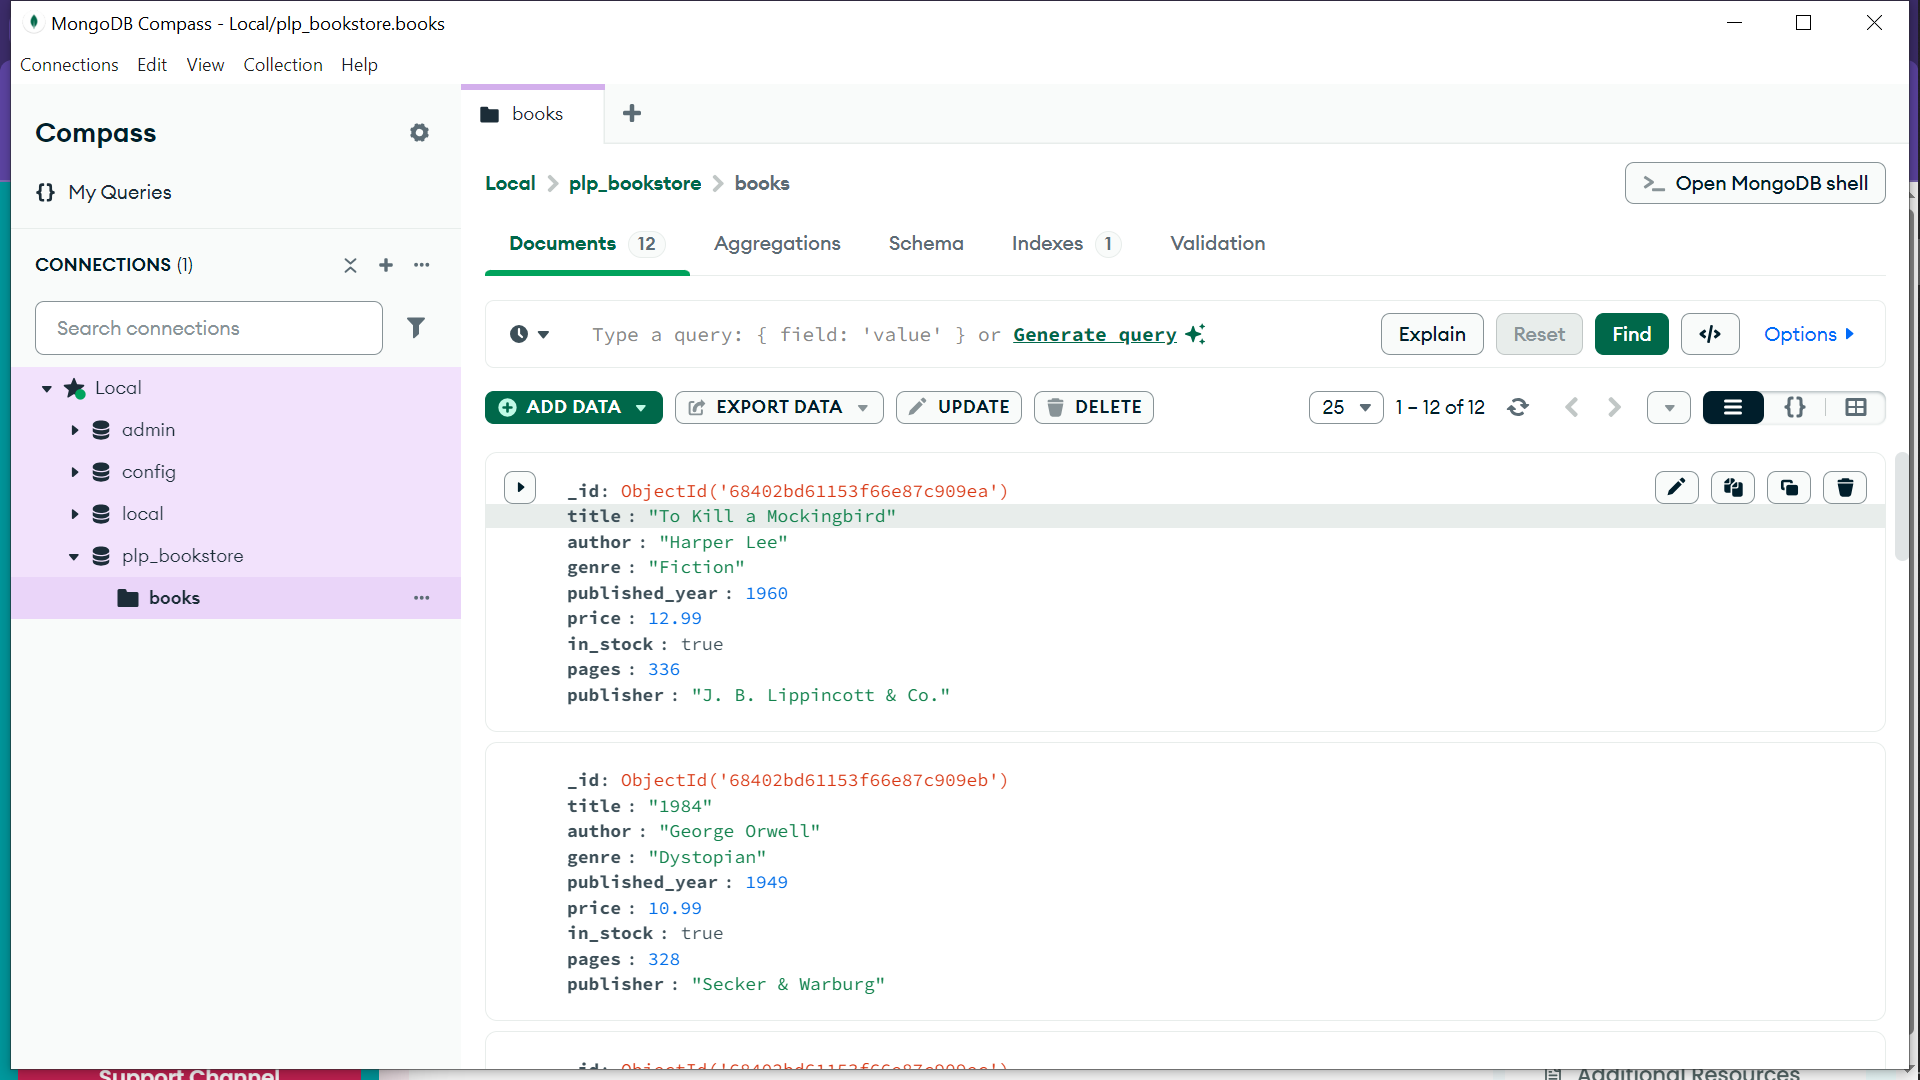 MongoDB Compass - Local/plp_bookstore.books
Connections Edit View Collection Help
Compass
{} My Queries
CONNECTIONS (1)
Search connections
Local
admin
config
local
plp_bookstore
books
books
Local > plp_bookstore > books
>_ Open MongoDB shell
Documents 12 Aggregations Schema Indexes 1 Validation
Type a query: { field: 'value' } or Generate query
Explain Reset Find </> Options
ADD DATA EXPORT DATA UPDATE DELETE
25 1 – 12 of 12 {}
_id: ObjectId('68402bd61153f66e87c909ea')
title : "To Kill a Mockingbird"
author : "Harper Lee"
genre : "Fiction"
published_year : 1960
price : 12.99
in_stock : true
pages : 336
publisher : "J. B. Lippincott & Co."
_id: ObjectId('68402bd61153f66e87c909eb')
title : "1984"
author : "George Orwell"
genre : "Dystopian"
published_year : 1949
price : 10.99
in_stock : true
pages : 328
publisher : "Secker & Warburg"
Support Channel
Additional Resources